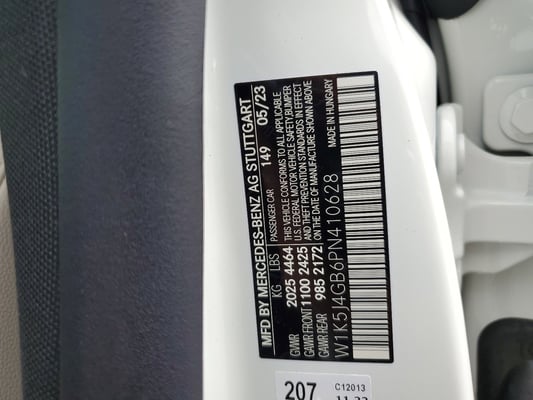 MFD BY MERCEDES-BENZ AG STUTTGART
PASSENGER CAR 149 05/23
KG LBS
GVWR 2025 4464
GAWR FRONT 1100 2425
GAWR REAR 985 2172
THIS VEHICLE CONFORMS TO ALL APPLICABLE
U.S. FEDERAL MOTOR VEHICLE SAFETY, BUMPER
AND THEFT PREVENTION STANDARDS IN EFFECT
ON THE DATE OF MANUFACTURE SHOWN ABOVE
W1K5J4GB6PN410628
MADE IN HUNGARY
207
C12013